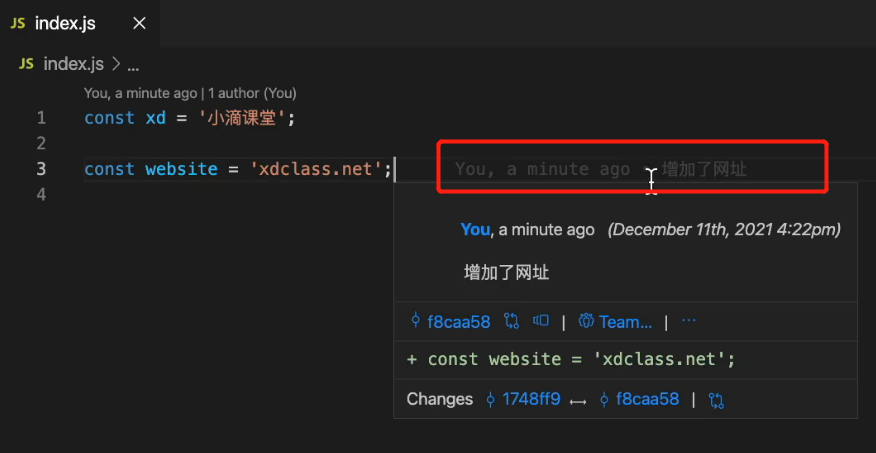 JS index.js
JS index.js > ...
You, a minute ago | 1 author (You)
1 const xd = '小滴课堂';
2
3 const website = 'xdclass.net'; You, a minute ago • 增加了网址
4
You, a minute ago (December 11th, 2021 4:22pm)
增加了网址
f8caa58 | Team... | ...
+ const website = 'xdclass.net';
Changes 1748ff9 ↔ f8caa58 |